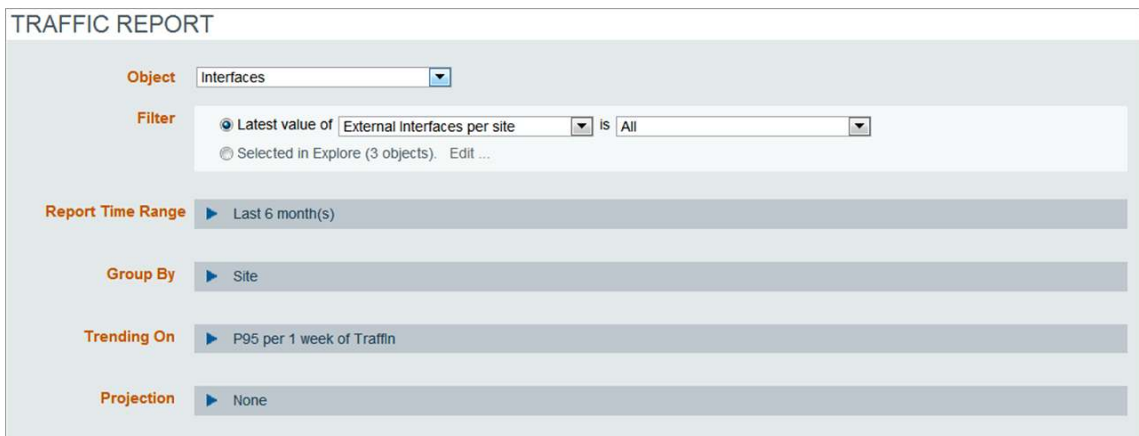 TRAFFIC REPORT
Object Interfaces
Filter Latest value of External Interfaces per site is All
Selected in Explore (3 objects). Edit ...
Report Time Range Last 6 month(s)
Group By Site
Trending On P95 per 1 week of TraffIn
Projection None